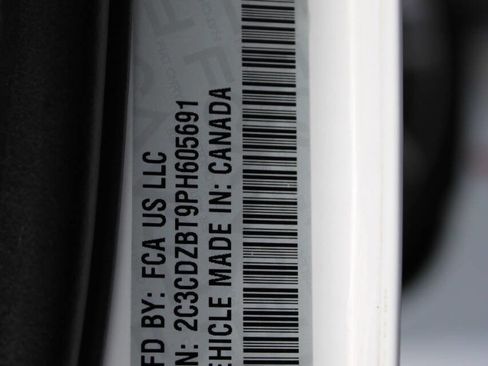 FD BY: FCA US LLC
N: 2C3CDZBT9PH605691
EHICLE MADE IN: CANADA